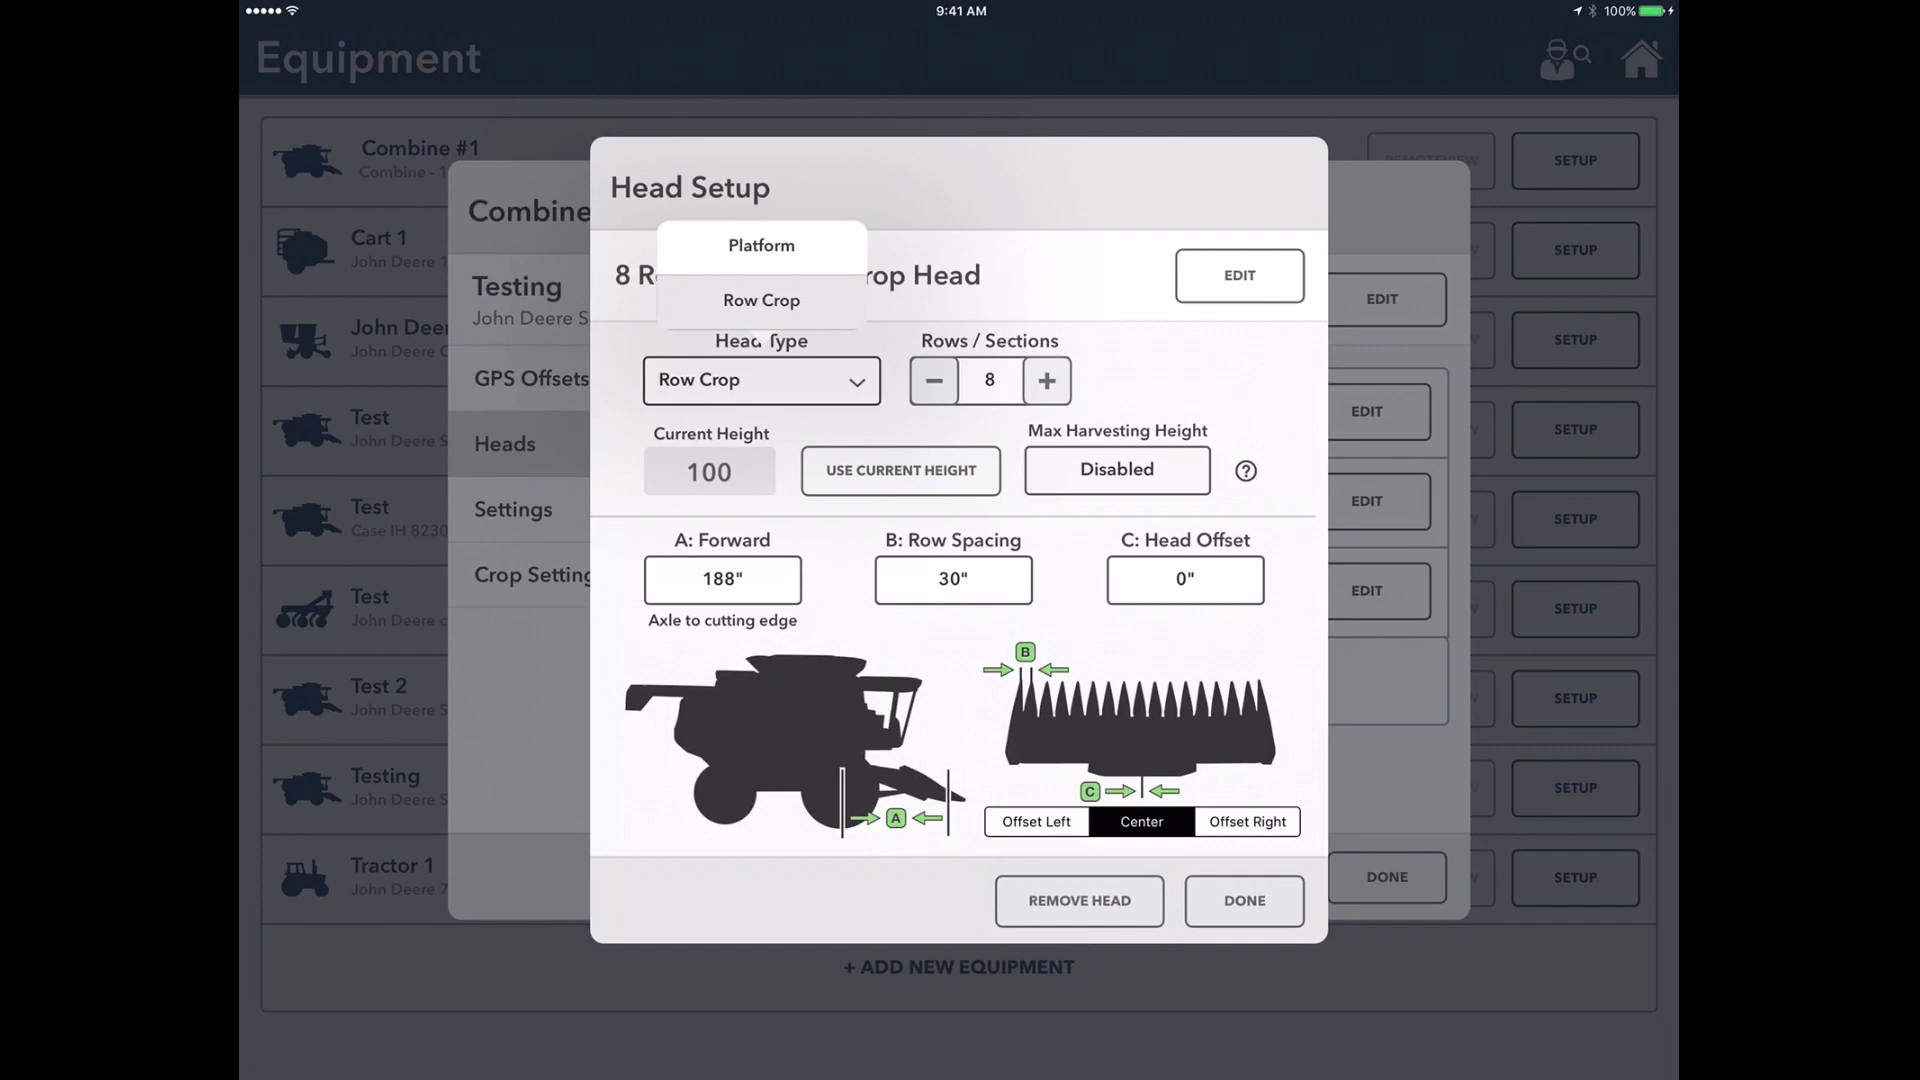 9:41 AM
100%
Equipment
Combine #1
Combine - 1
SETUP
Cart 1
John Deere 1
SETUP
John Deer
John Deere C
SETUP
Test
John Deere S
SETUP
Test
Case IH 8230
SETUP
Test
John Deere c
SETUP
Test 2
John Deere S
SETUP
Testing
John Deere S
SETUP
Tractor 1
John Deere 7
SETUP
+ ADD NEW EQUIPMENT
Combine
Testing
John Deere S
EDIT
GPS Offsets
Heads
Settings
Crop Setting
EDIT
EDIT
EDIT
DONE
Head Setup
Platform
Row Crop
8 R
rop Head
EDIT
Head Type
Rows / Sections
Row Crop
8
Current Height
Max Harvesting Height
100
USE CURRENT HEIGHT
Disabled
?
A: Forward
B: Row Spacing
C: Head Offset
188"
30"
0"
Axle to cutting edge
B
C
A
Offset Left
Center
Offset Right
REMOVE HEAD
DONE